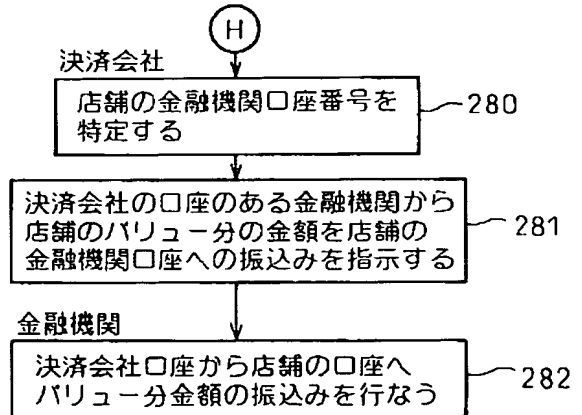 H
決済会社
店舗の金融機関口座番号を
特定する
280
決済会社の口座のある金融機関から
店舗のバリュー分の金額を店舗の
金融機関口座への振込みを指示する
281
金融機関
決済会社口座から店舗の口座へ
バリュー分金額の振込みを行なう
282